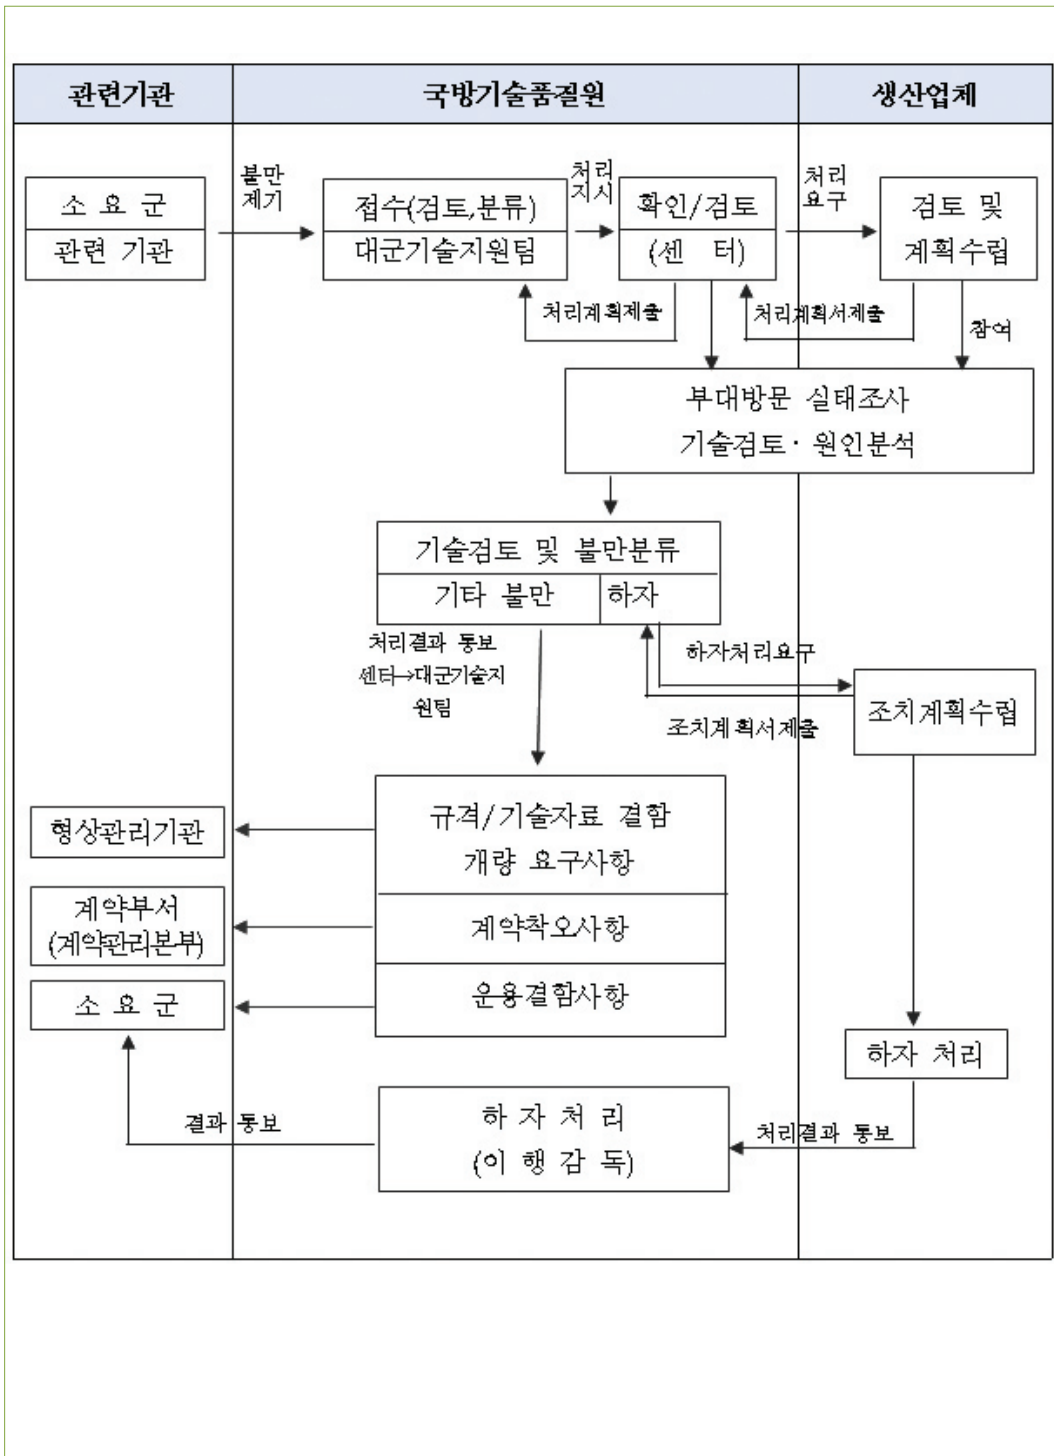 관련기관
국방기술품질원
생산업체
소 요 군
관련 기관
불만
제기
접수(검토,분류)
대군기술지원팀
처리
지시
확인/검토
(센 터)
처리
요구
검토 및
계획수립
처리계획제출
처리계획서제출
참여
부대방문 실태조사
기술검토· 원인분석
기술검토 및 불만분류
기타 불만
하자
처리결과 통보
센타→대군기술지
원팀
하자처리요구
조치계획서제출
조치계획수립
규격/기술자료 결함
개량 요구사항
계약착오사항
운용결함사항
형상관리기관
계약부서
(계약관리본부)
소 요 군
하자 처리
하 자 처 리
(이 행 감 독)
결과 통보
처리결과 통보